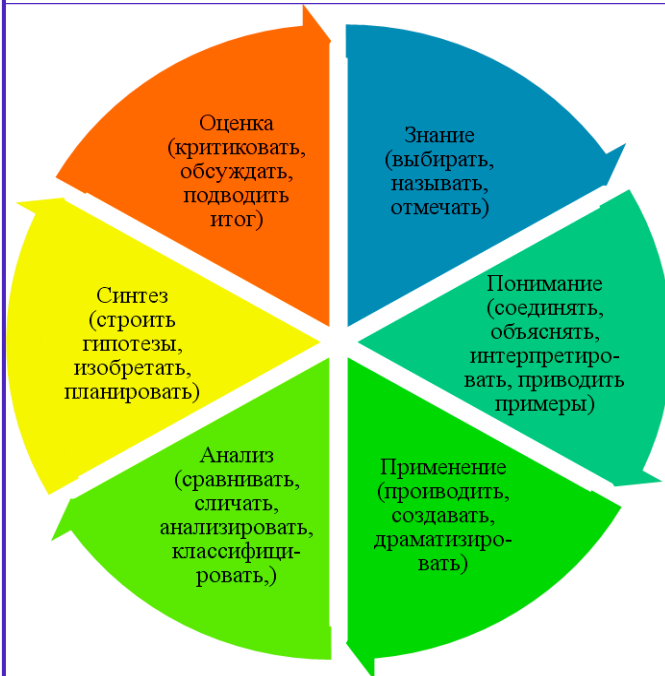 Знание
(выбирать,
называть,
отмечать)
Понимание
(соединять,
объяснять,
интерпретиро-
вать, приводить
примеры)
Применение
(проиводить,
создавать,
драматизиро-
вать)
Анализ
(сравнивать,
сличать,
анализировать,
классифици-
ровать,)
Синтез
(строить
гипотезы,
изобретать,
планировать)
Оценка
(критиковать,
обсуждать,
подводить
итог)